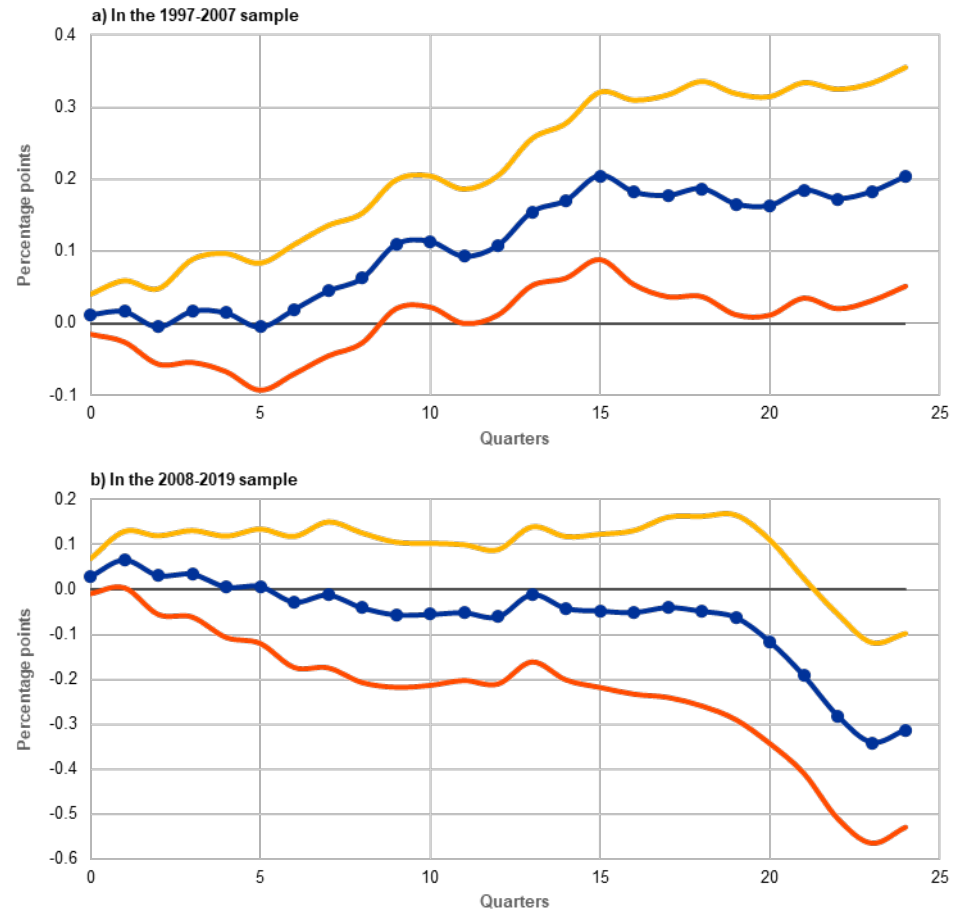 a) In the 1997-2007 sample
0.4
0.3
0.2
0.1
0.0
-0.1
Percentage points
0 5 10 15 20 25
Quarters
b) In the 2008-2019 sample
0.2
0.1
0.0
-0.1
-0.2
-0.3
-0.4
-0.5
-0.6
Percentage points
0 5 10 15 20 25
Quarters